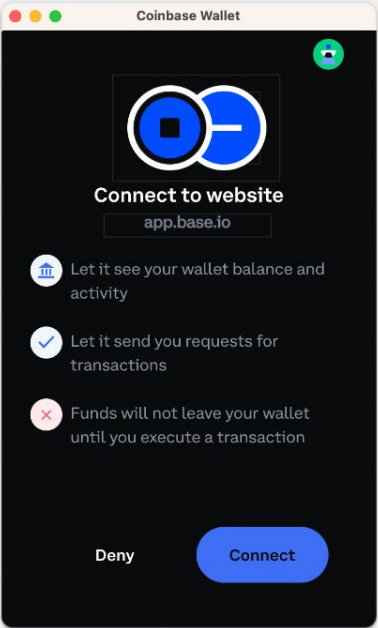 Coinbase Wallet
Connect to website
app.base.io
Let it see your wallet balance and
activity
Let it send you requests for
transactions
Funds will not leave your wallet
until you execute a transaction
Deny
Connect